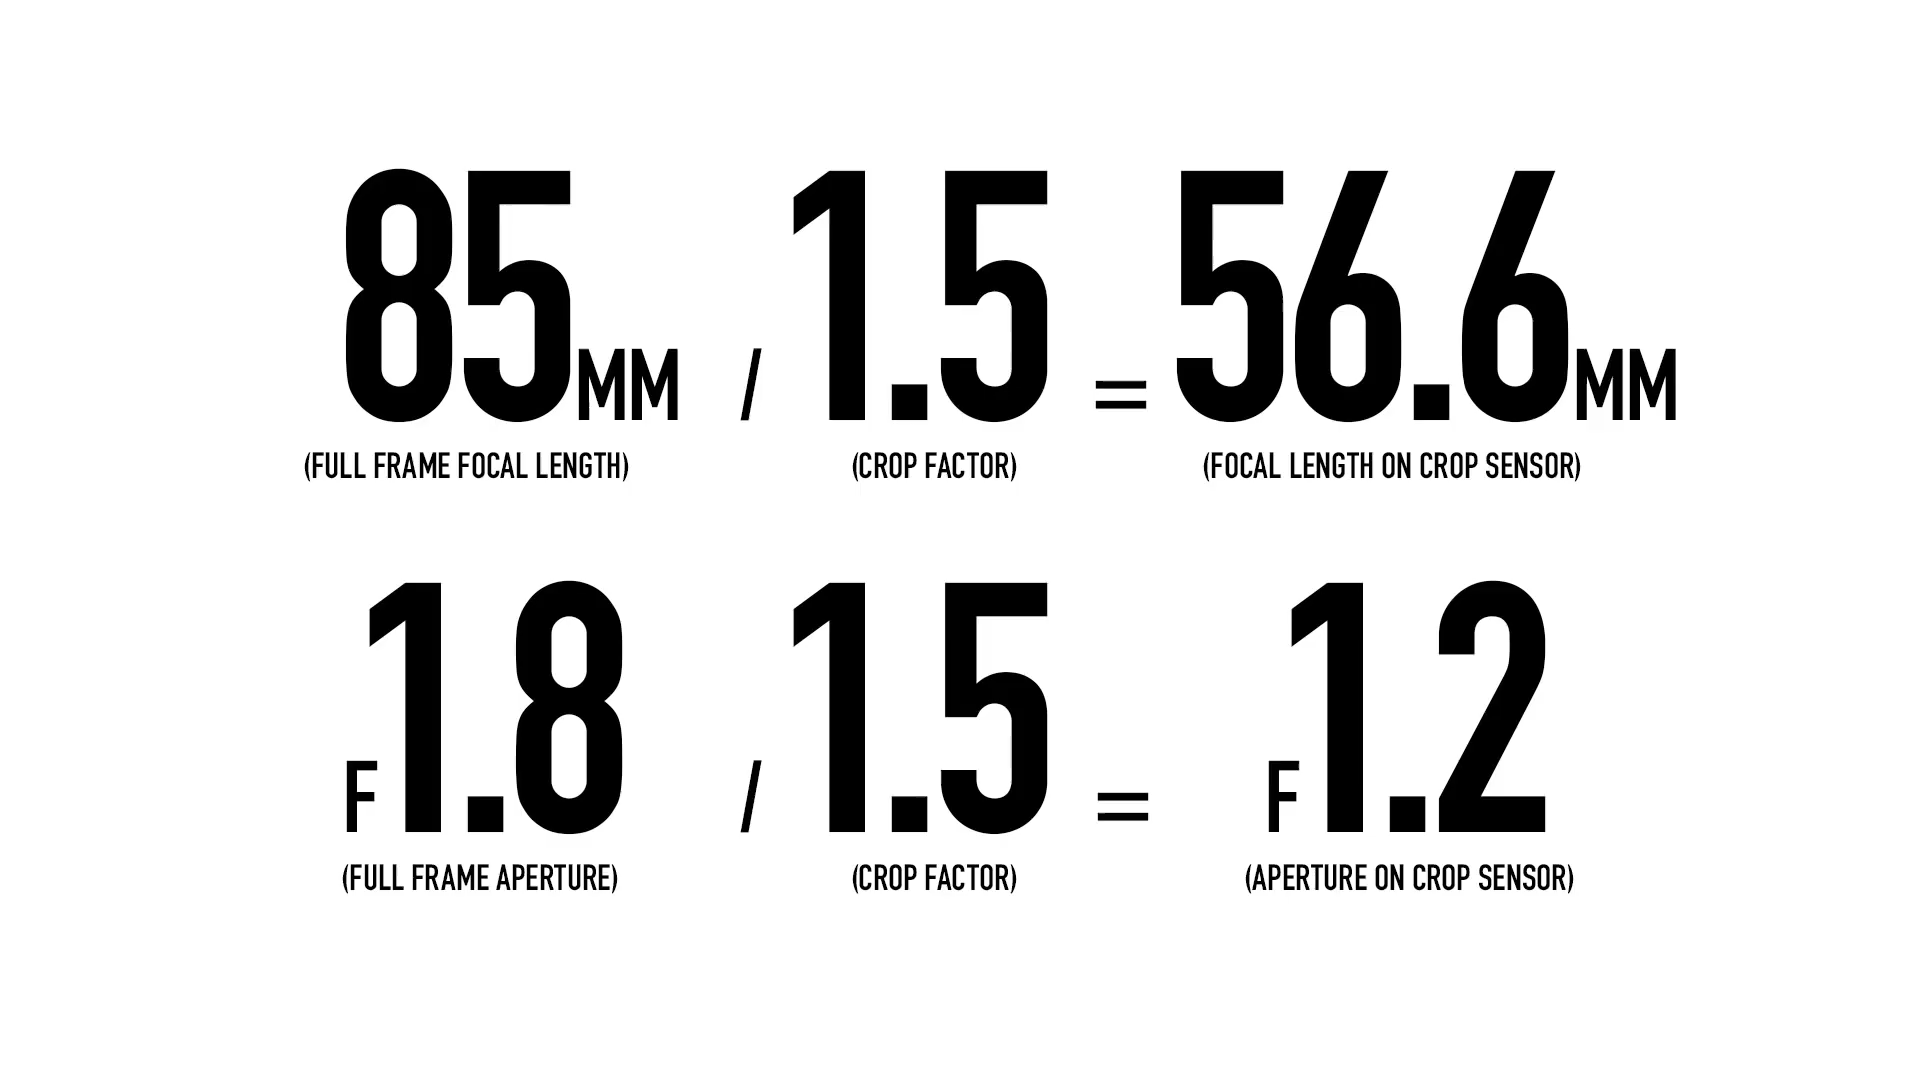 85MM / 1.5 = 56.6MM
(FULL FRAME FOCAL LENGTH) (CROP FACTOR) (FOCAL LENGTH ON CROP SENSOR)
F1.8 / 1.5 = F1.2
(FULL FRAME APERTURE) (CROP FACTOR) (APERTURE ON CROP SENSOR)